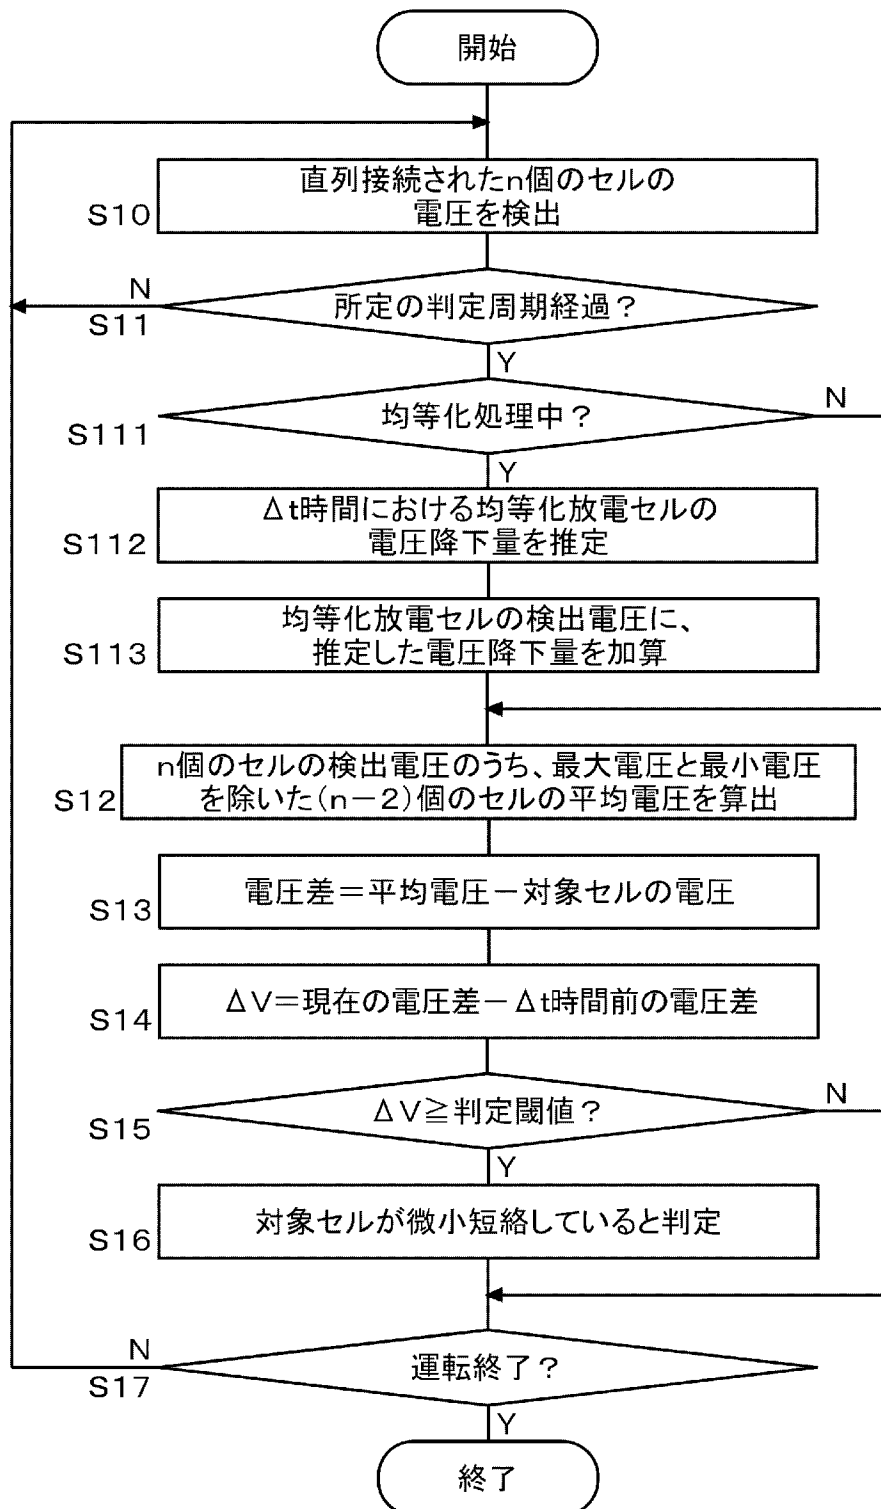 開始
直列接続されたn個のセルの
電圧を検出
S10
N
所定の判定周期経過?
S11
Y
均等化処理中?
N
S111
Y
Δt時間における均等化放電セルの
電圧降下量を推定
S112
均等化放電セルの検出電圧に、
推定した電圧降下量を加算
S113
n個のセルの検出電圧のうち、最大電圧と最小電圧
を除いた(n-2)個のセルの平均電圧を算出
S12
電圧差=平均電圧-対象セルの電圧
S13
ΔV=現在の電圧差-Δt時間前の電圧差
S14
ΔV≧判定閾値?
N
S15
Y
対象セルが微小短絡していると判定
S16
N
運転終了?
S17
Y
終了